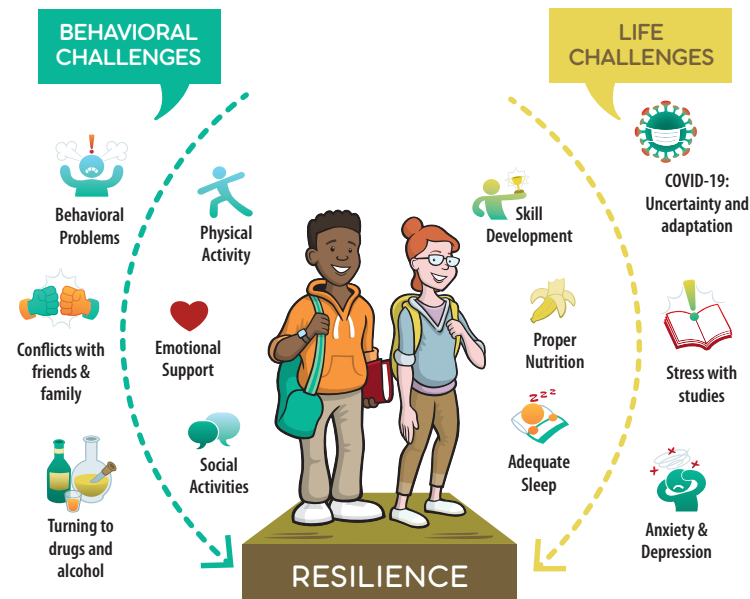 BEHAVIORAL
CHALLENGES
LIFE
CHALLENGES
Behavioral
Problems
Conflicts with
friends &
family
Turning to
drugs and
alcohol
Physical
Activity
Emotional
Support
Social
Activities
Skill
Development
Proper
Nutrition
zzz
Adequate
Sleep
COVID-19:
Uncertainty and
adaptation
Stress with
studies
Anxiety &
Depression
RESILIENCE